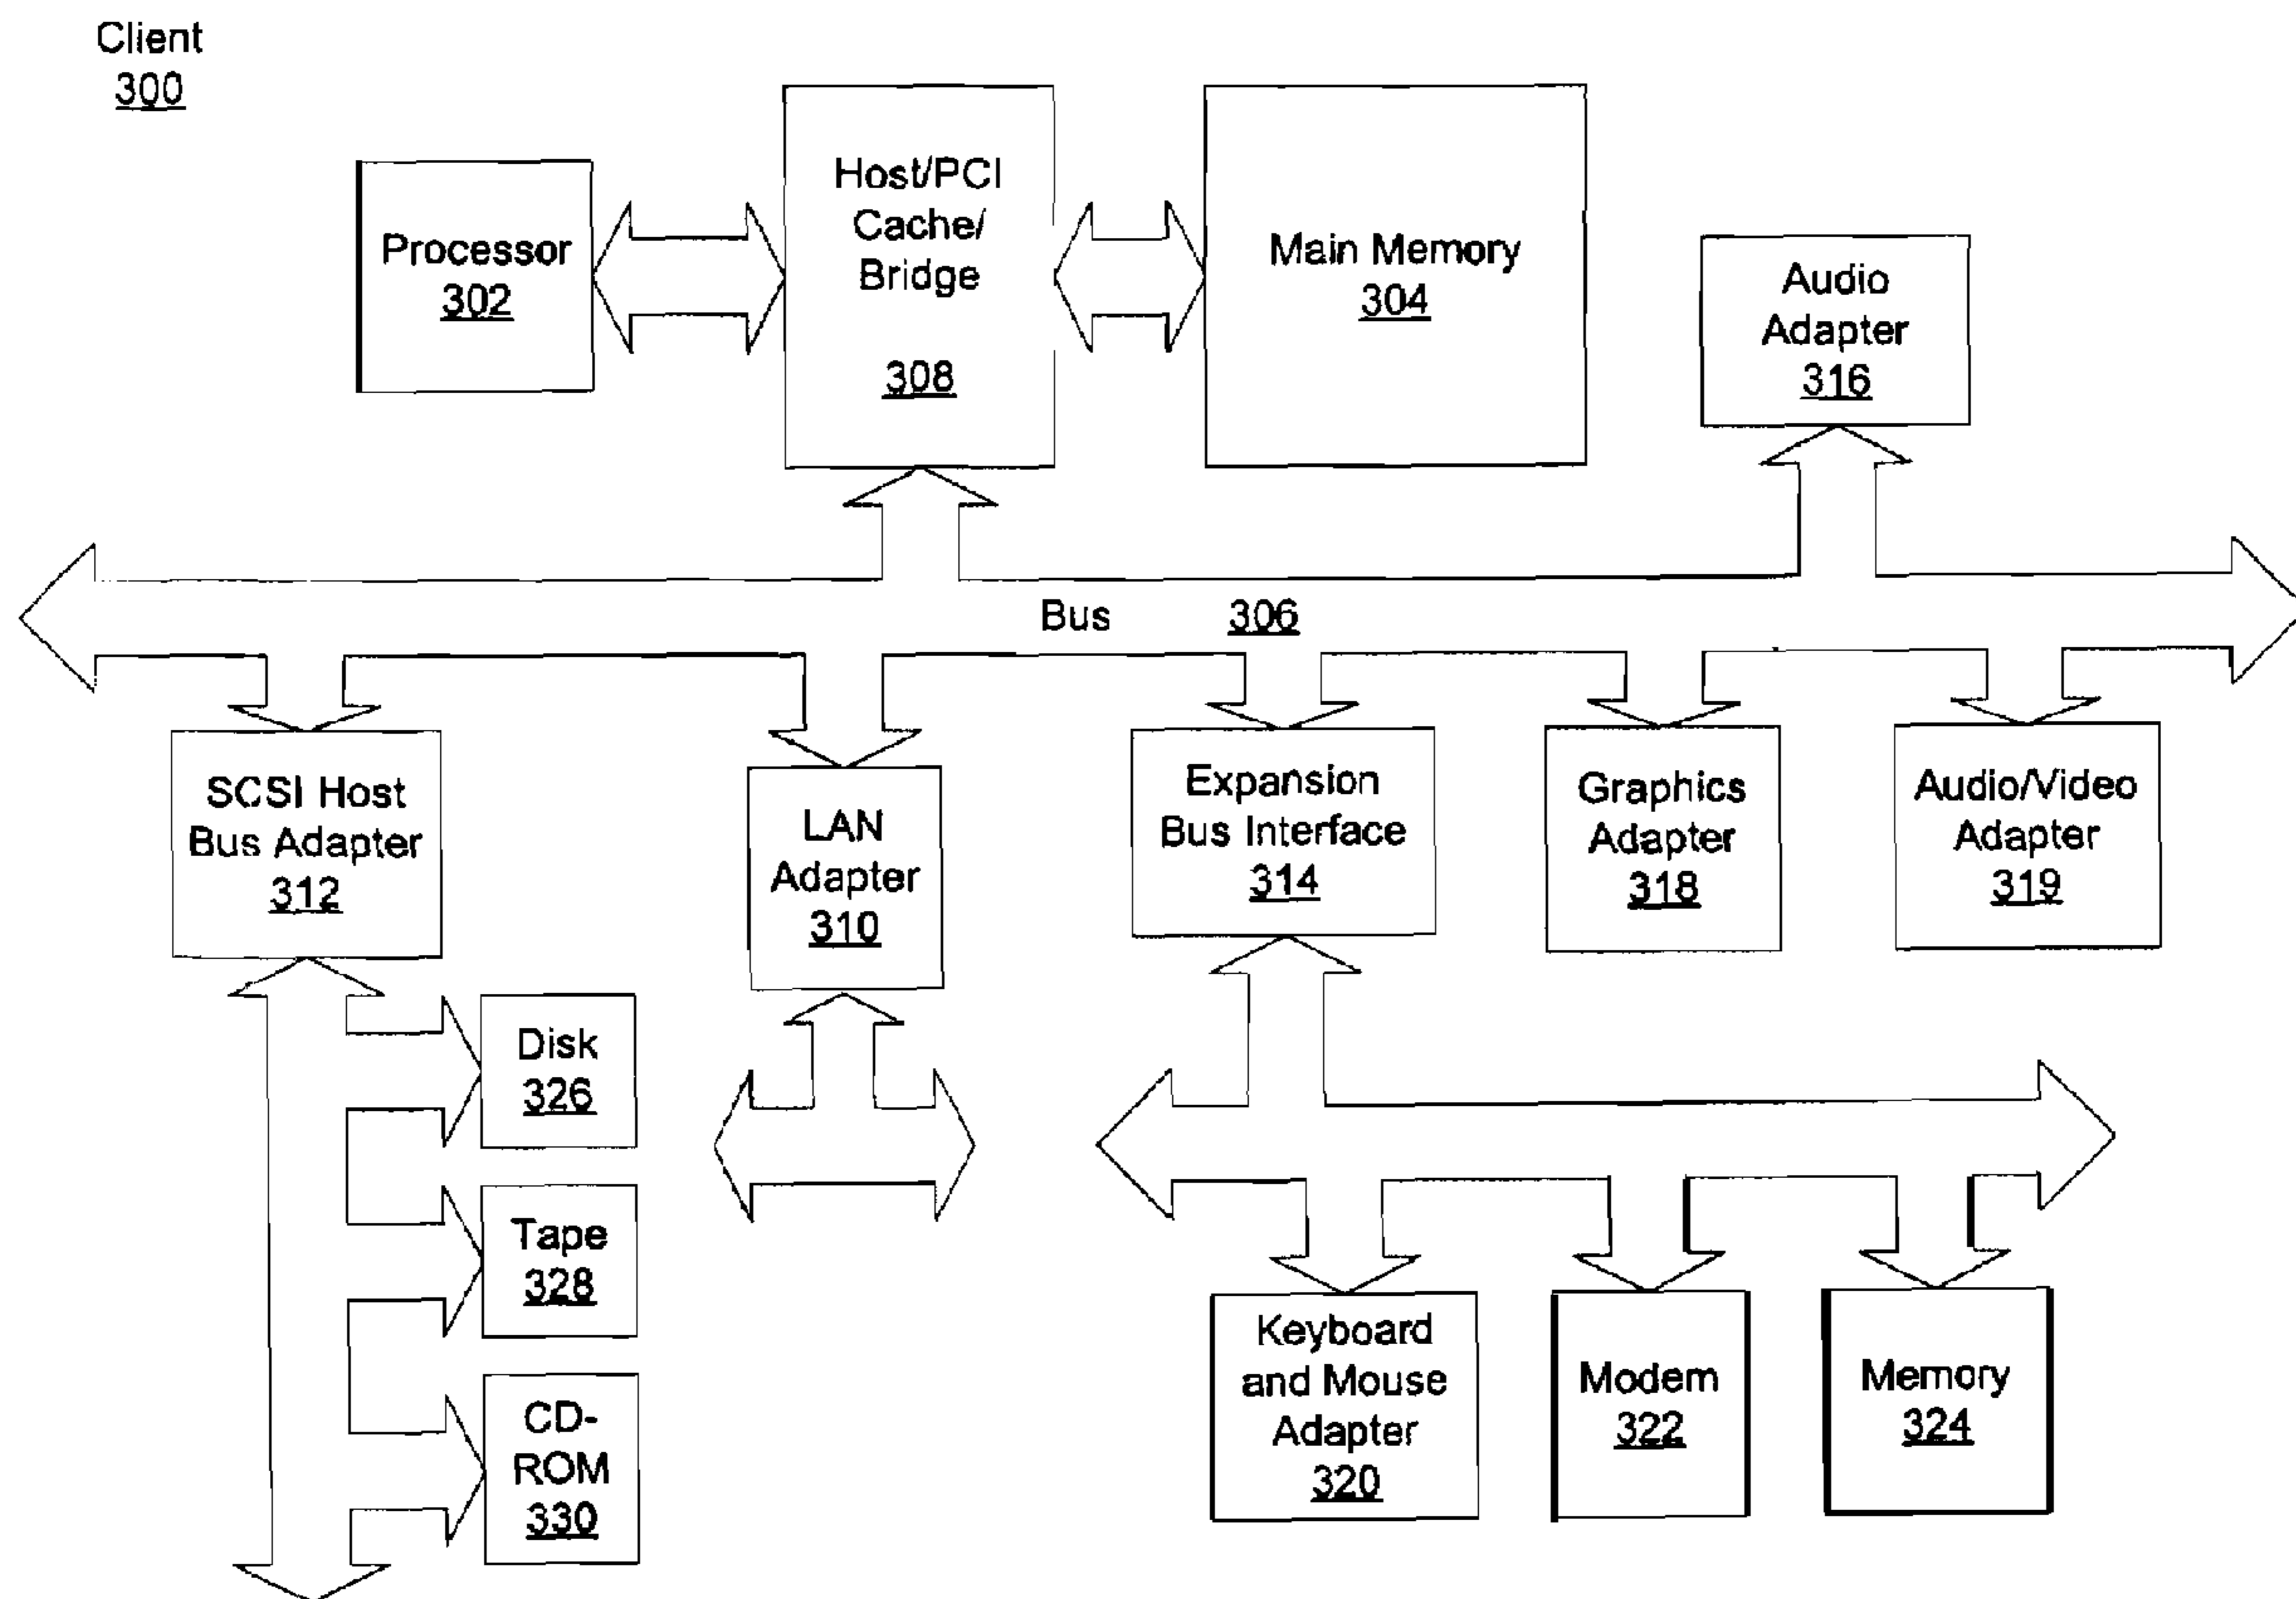 Client
300
Processor
302
Host/PCI
Cache/
Bridge
308
Main Memory
304
Audio
Adapter
316
Bus 306
SCSI Host
Bus Adapter
312
LAN
Adapter
310
Expansion
Bus Interface
314
Graphics
Adapter
318
Audio/Video
Adapter
319
Disk
326
Tape
328
CD-
ROM
330
Keyboard
and Mouse
Adapter
320
Modem
322
Memory
324